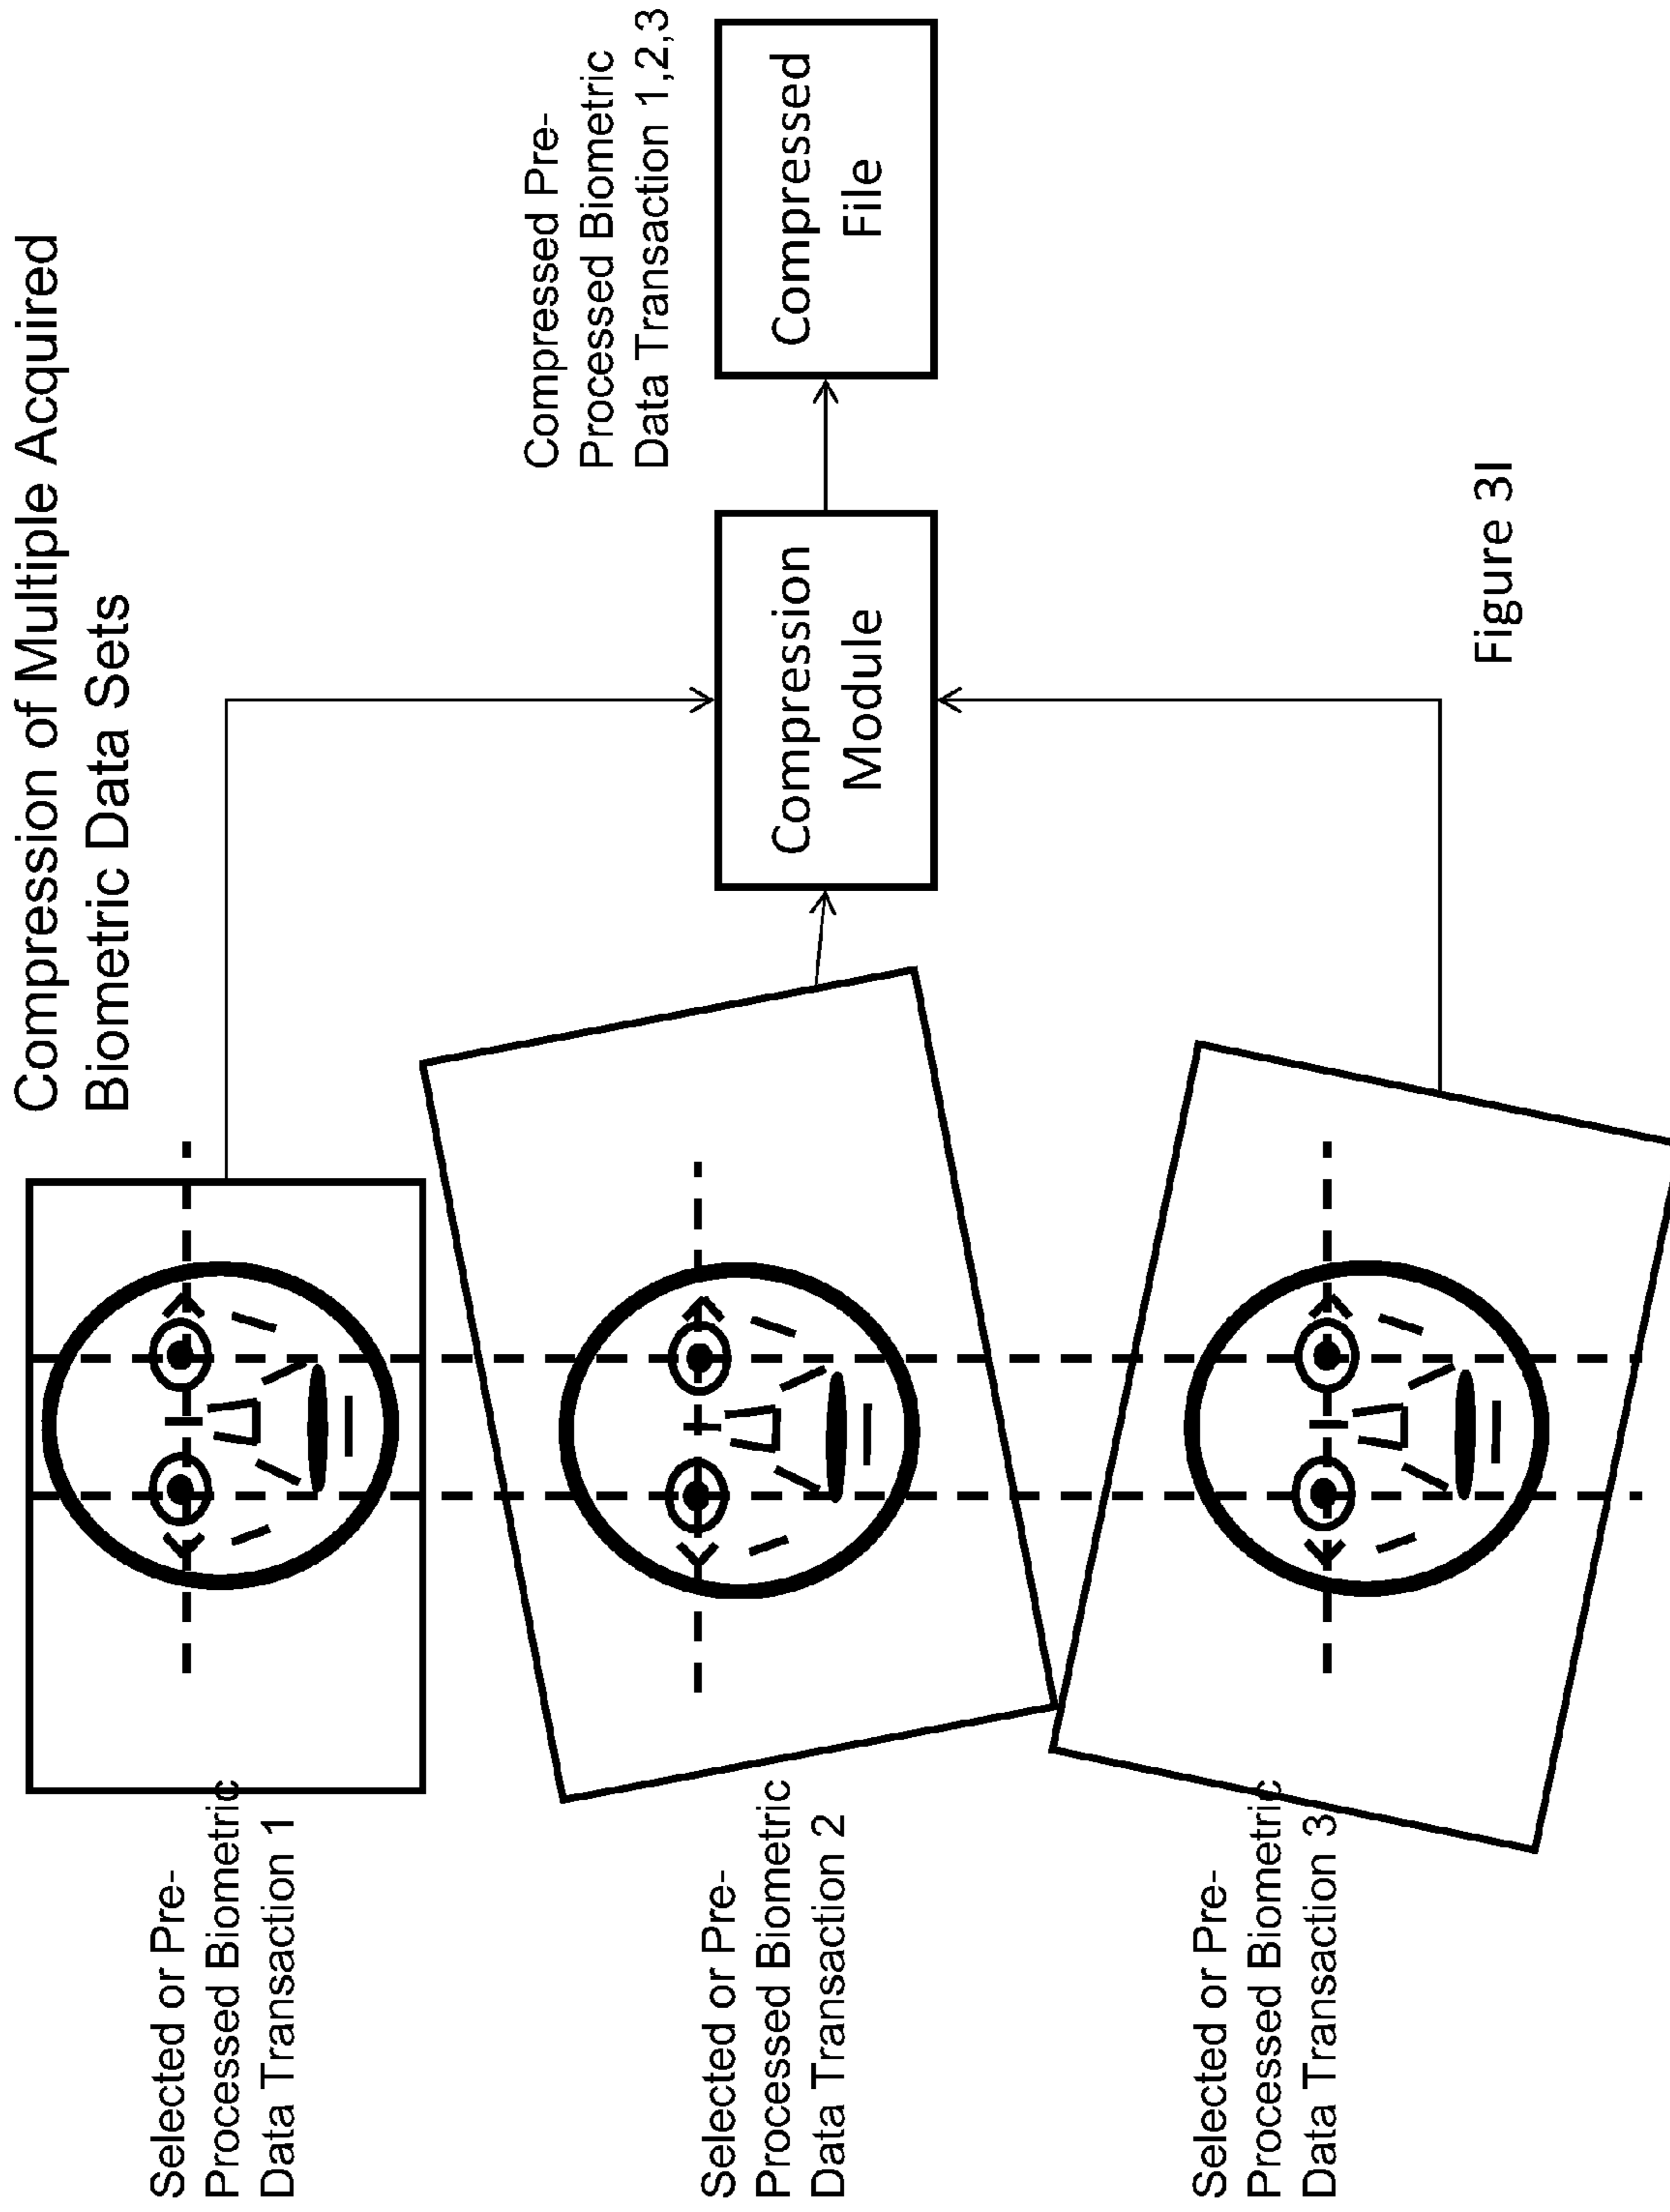 Compression of Multiple Acquired
Biometric Data Sets
Selected or Pre-
Processed Biometric
Data Transaction 1
Selected or Pre-
Processed Biometric
Data Transaction 2
Selected or Pre-
Processed Biometric
Data Transaction 3
Compression
Module
Compressed Pre-
Processed Biometric
Data Transaction 1,2,3
Compressed
File
Figure 3I